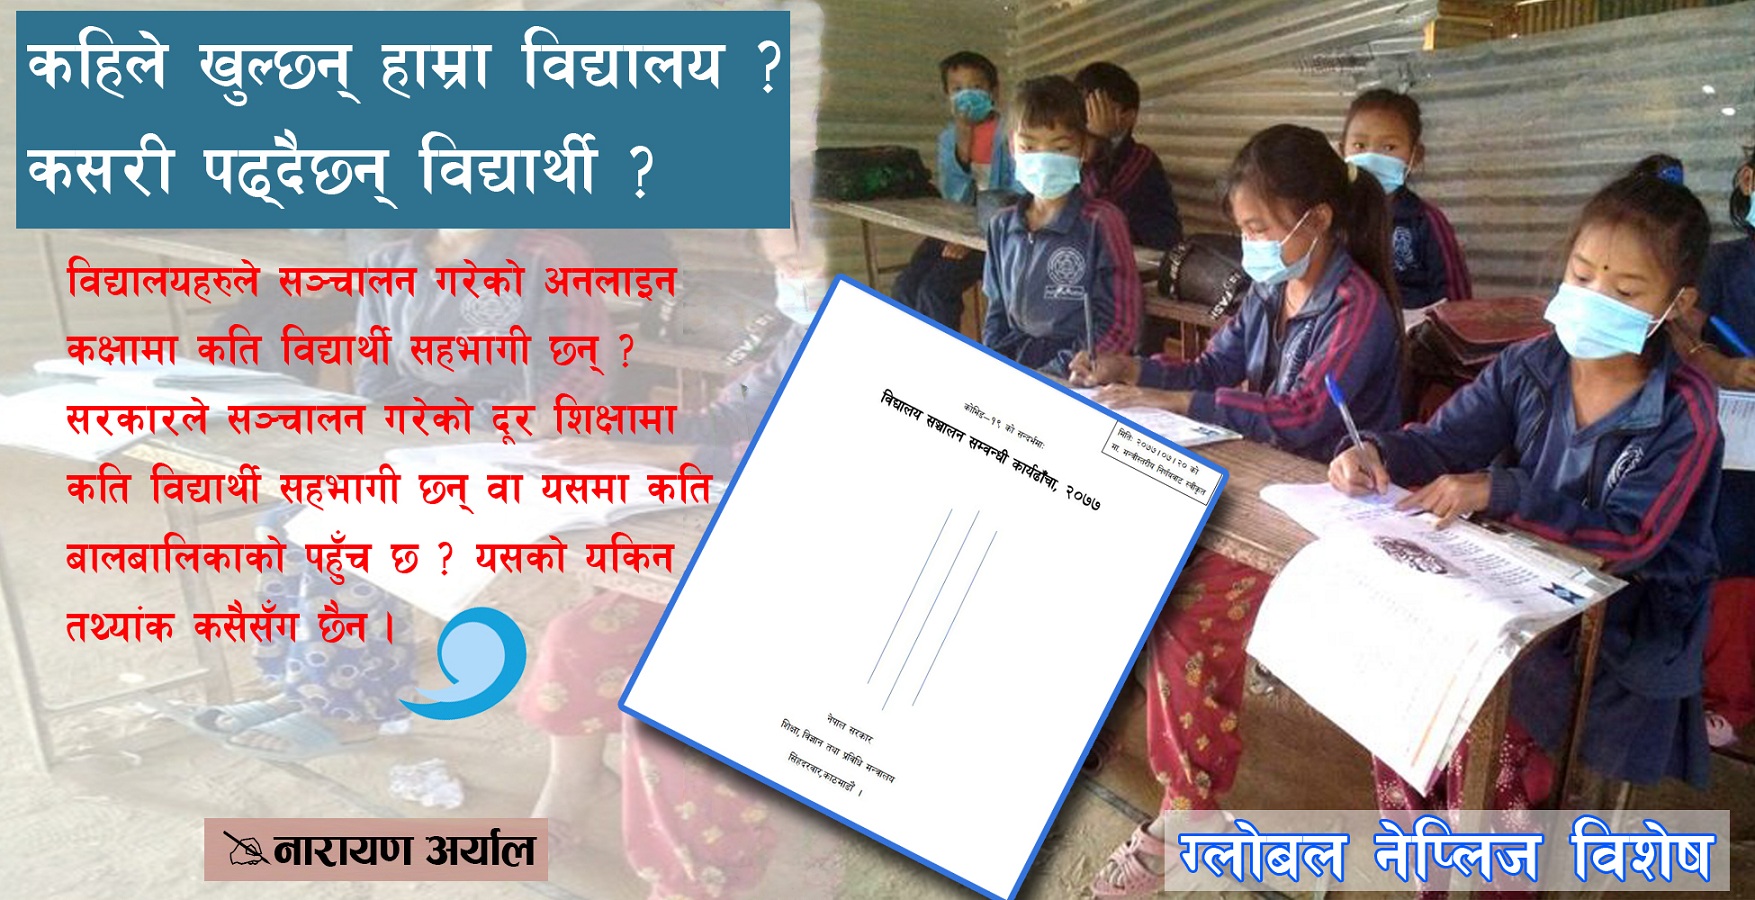 कहिले खुल्छन् हाम्रा विद्यालय ?
कसरी पढ्दैछन् विद्यार्थी ?
विद्यालयहरुले सञ्चालन गरेको अनलाइन
कक्षामा कति विद्यार्थी सहभागी छन् ?
सरकारले सञ्चालन गरेको दूर शिक्षामा
कति विद्यार्थी सहभागी छन् वा यसमा कति
बालबालिकाको पहुँच छ ? यसको यकिन
तथ्यांक कसैसँग छैन ।
नारायण अर्याल
मिति: २०७७।०७।२० को
मा. मन्त्रीस्तरीय निर्णयबाट स्वीकृत
कोभिड–१९ को सन्दर्भमाः
विद्यालय सञ्चालन सम्बन्धी कार्यढाँचा, २०७७
नेपाल सरकार
शिक्षा, विज्ञान तथा प्रविधि मन्त्रालय
सिंहदरबार, काठमाडौं ।
ग्लोबल नेप्लिज विशेष